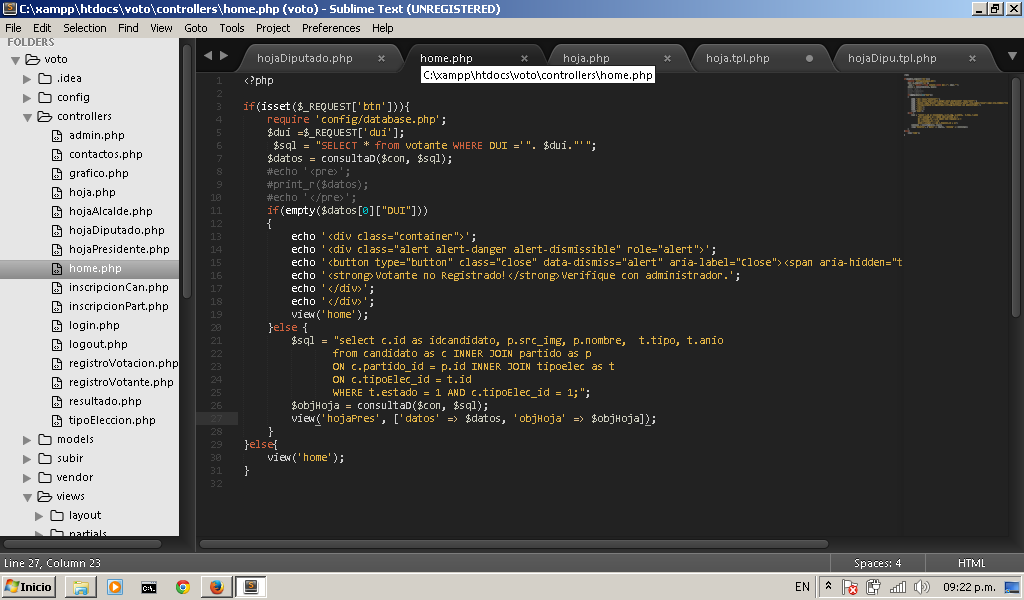 C:\xampp\htdocs\voto\controllers\home.php (voto) - Sublime Text (UNREGISTERED)
File Edit Selection Find View Goto Tools Project Preferences Help
FOLDERS
voto
.idea
config
controllers
admin.php
contactos.php
grafico.php
hoja.php
hojaAlcalde.php
hojaDiputado.php
hojaPresidente.php
home.php
inscripcionCan.php
inscripcionPart.php
login.php
logout.php
registroVotacion.php
registroVotante.php
resultado.php
tipoEleccion.php
models
subir
vendor
views
layout
partials
hojaDiputado.php home.php hoja.php hoja.tpl.php hojaDipu.tpl.php
C:\xampp\htdocs\voto\controllers\home.php
1 <?php
2
3 if(isset($_REQUEST['btn'])){
4 require 'config/database.php';
5 $dui =$_REQUEST['dui'];
6 $sql = "SELECT * from votante WHERE DUI ='". $dui."'";
7 $datos = consultaD($con, $sql);
8 #echo '<pre>';
9 #print_r($datos);
10 #echo '</pre>';
11 if(empty($datos[0]["DUI"]))
12 {
13 echo '<div class="container">';
14 echo '<div class="alert alert-danger alert-dismissible" role="alert">';
15 echo '<button type="button" class="close" data-dismiss="alert" aria-label="Close"><span aria-hidden="t
16 echo '<strong>Votante no Registrado!</strong>Verifique con administrador.';
17 echo '</div>';
18 echo '</div>';
19 view('home');
20 }else {
21 $sql = "select c.id as idcandidato, p.src_img, p.nombre,  t.tipo, t.anio
22 from candidato as c INNER JOIN partido as p
23 ON c.partido_id = p.id INNER JOIN tipoelec as t
24 ON c.tipoElec_id = t.id
25 WHERE t.estado = 1 AND c.tipoElec_id = 1;";
26 $objHoja = consultaD($con, $sql);
27 view('hojaPres', ['datos' => $datos, 'objHoja' => $objHoja]);
28 }
29 }else{
30 view('home');
31 }
32
Line 27, Column 23 Spaces: 4 HTML
Inicio EN 09:22 p.m.